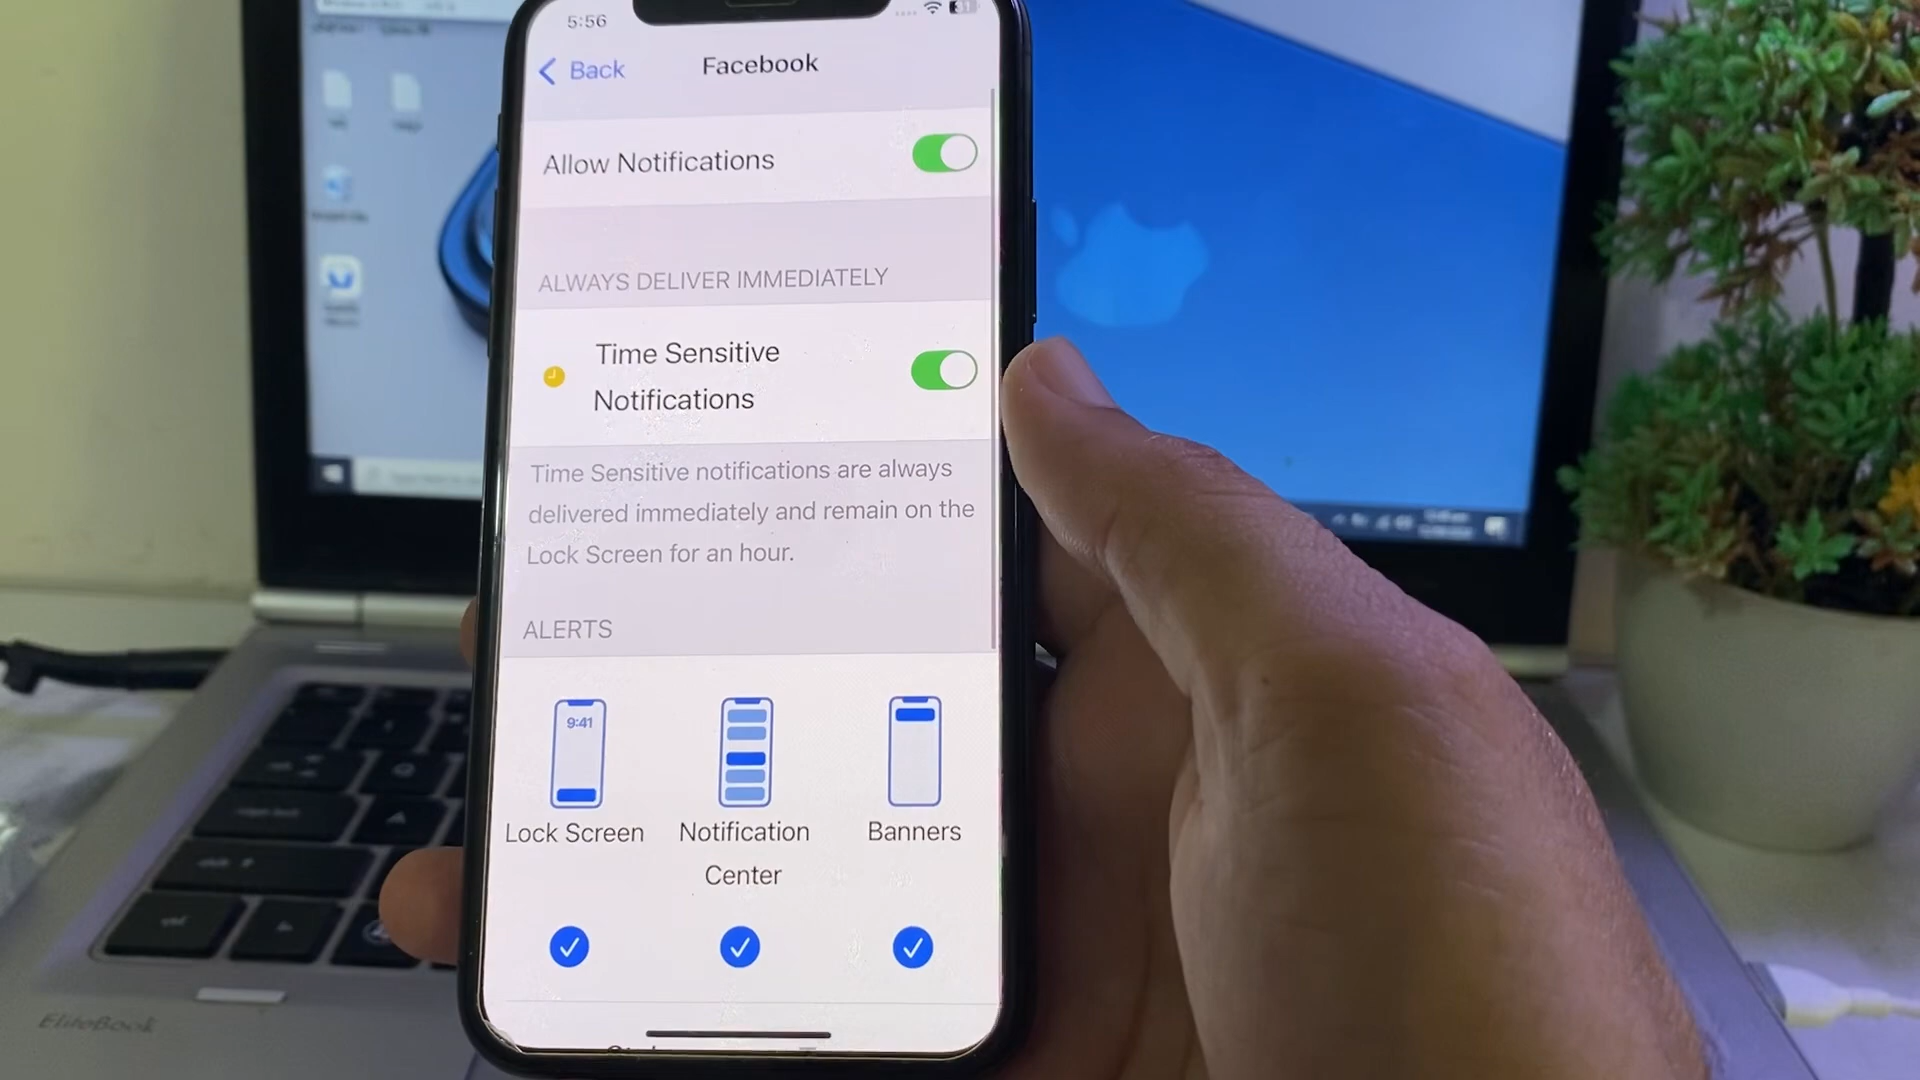 5:56
31
Back
Facebook
Allow Notifications
ALWAYS DELIVER IMMEDIATELY
Time Sensitive
Notifications
Time Sensitive notifications are always
delivered immediately and remain on the
Lock Screen for an hour.
ALERTS
9:41
Lock Screen
Notification
Center
Banners
EliteBook